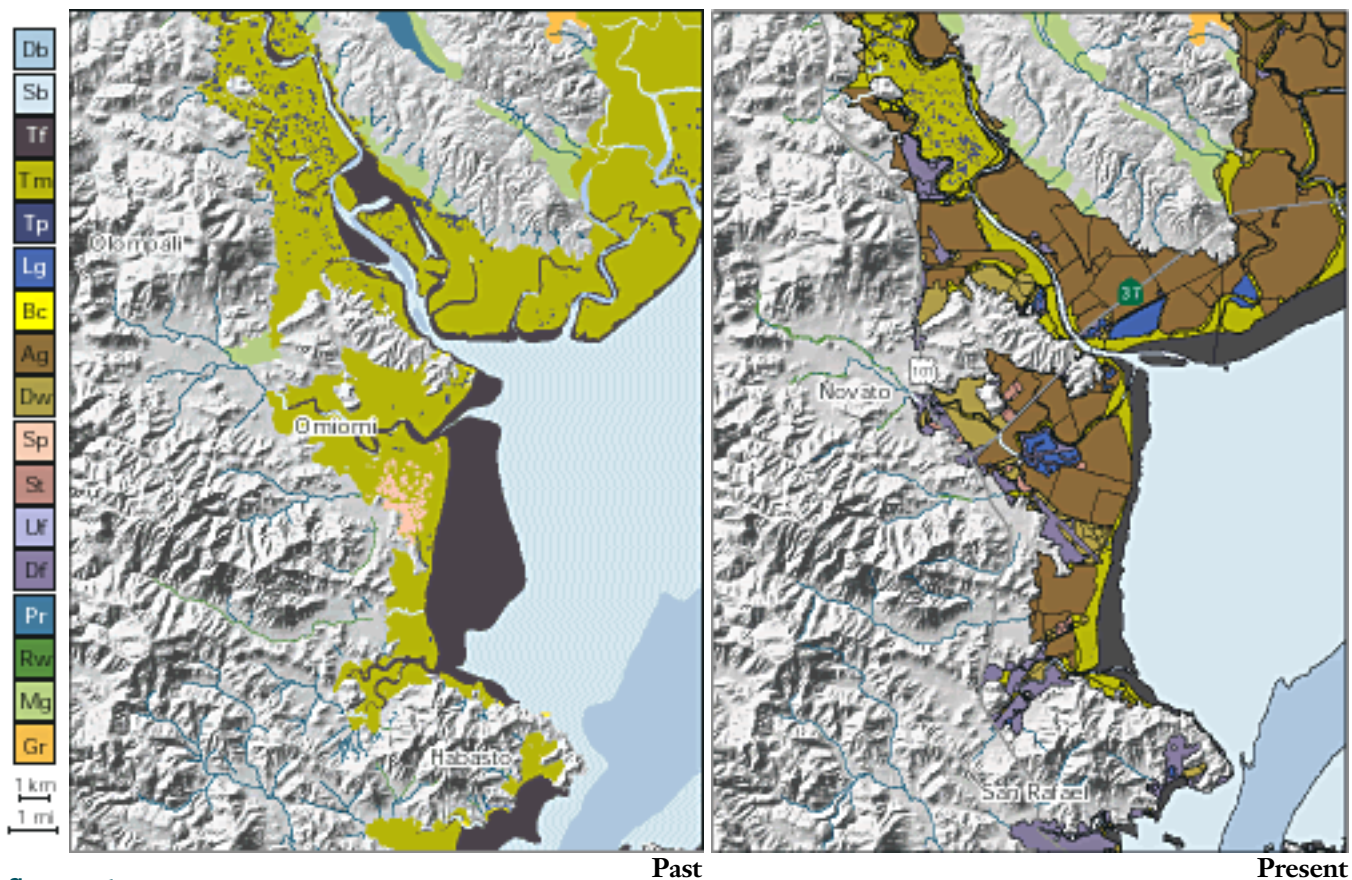 Db
Sb
Tf
Tm
Tp
Lg
Bc
Ag
Dw
Sp
St
Uf
Df
Pr
Rw
Mg
Gr
1 km
1 mi
Olompali
Omiomi
Habasto
Past
37
101
Novato
San Rafael
Present